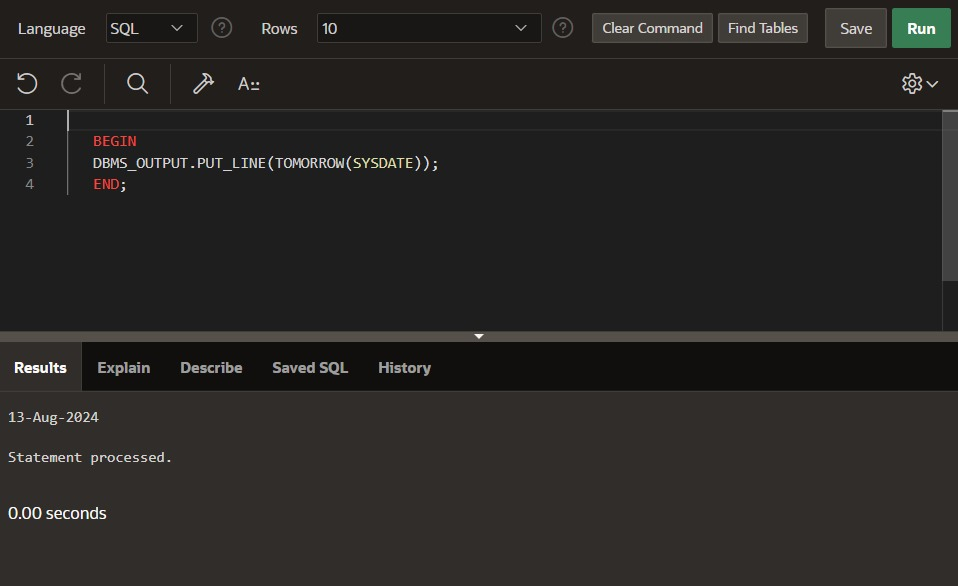 Language SQL ? Rows 10 ? Clear Command Find Tables Save Run
A::
1
2 BEGIN
3 DBMS_OUTPUT.PUT_LINE(TOMORROW(SYSDATE));
4 END;
Results Explain Describe Saved SQL History
13-Aug-2024
Statement processed.
0.00 seconds